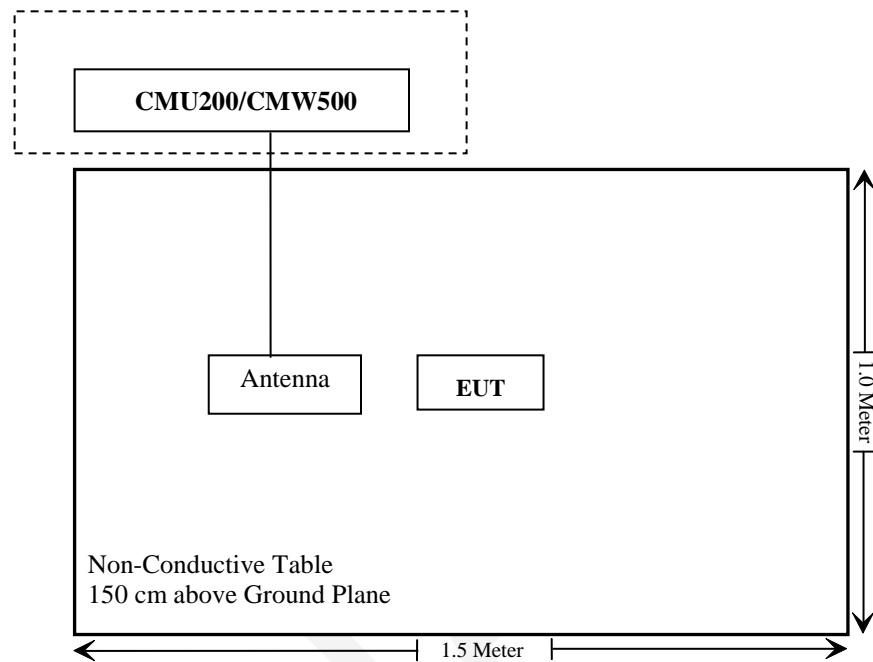 CMU200/CMW500
Antenna
EUT
1.0 Meter
Non-Conductive Table
150 cm above Ground Plane
1.5 Meter